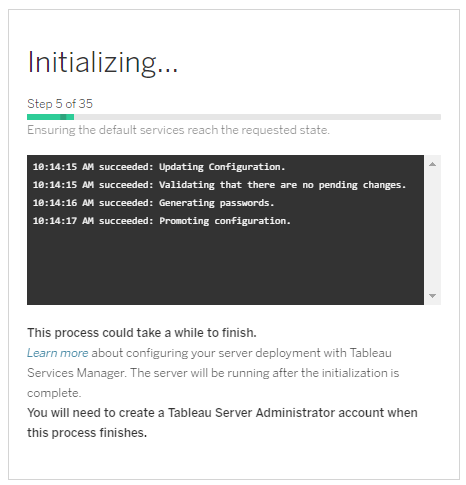 Initializing...
Step 5 of 35
Ensuring the default services reach the requested state.
10:14:15 AM succeeded: Updating Configuration.
10:14:15 AM succeeded: Validating that there are no pending changes.
10:14:16 AM succeeded: Generating passwords.
10:14:17 AM succeeded: Promoting configuration.
This process could take a while to finish.
Learn more about configuring your server deployment with Tableau
Services Manager. The server will be running after the initialization is
complete.
You will need to create a Tableau Server Administrator account when
this process finishes.